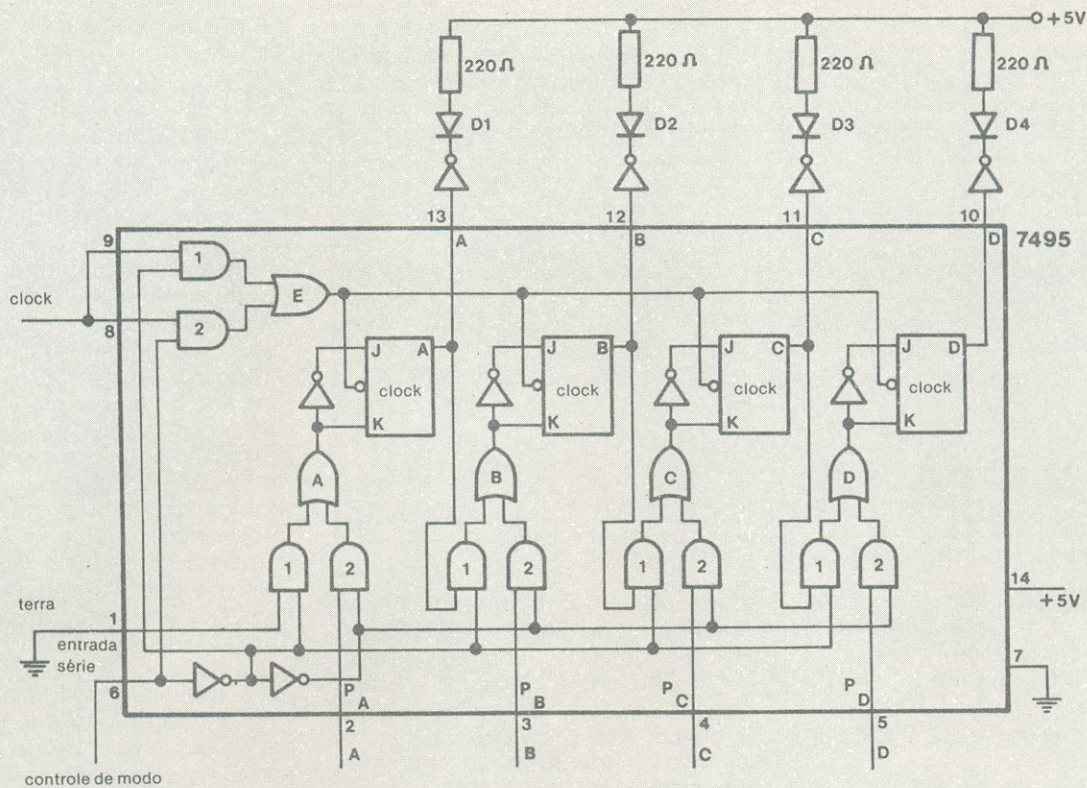 +5V
220 Ω 220 Ω 220 Ω 220 Ω
D1 D2 D3 D4
13 12 11 10
9 A B C D 7495
1
clock E
8 2
J A J B J C J D
clock clock clock clock
K K K K
A B C D
1 2 1 2 1 2 1 2
14
+5V
terra
1
entrada
série
7
6
P A P B P C P D
2 3 4 5
A B C D
controle de modo